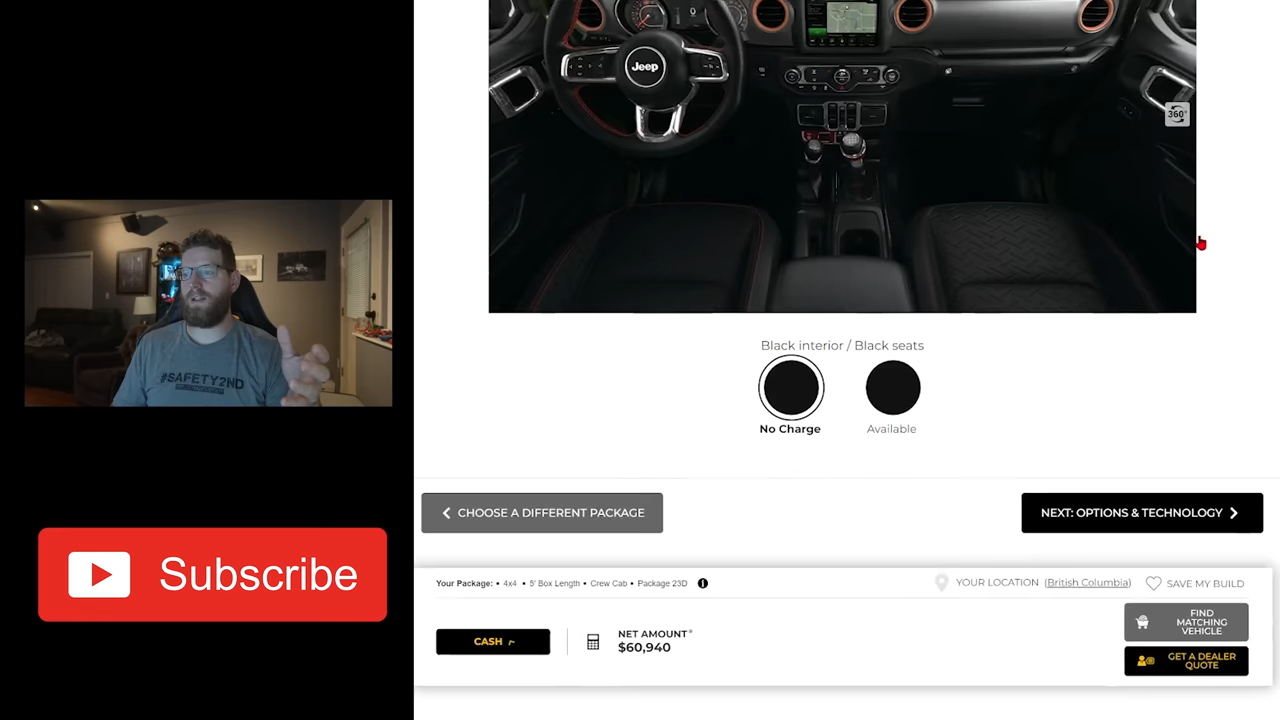 Jeep
360°
#SAFETY2ND
Black interior / Black seats
No Charge
Available
CHOOSE A DIFFERENT PACKAGE
NEXT: OPTIONS & TECHNOLOGY
Subscribe
Your Package: • 4x4 • 5' Box Length • Crew Cab • Package 23D
YOUR LOCATION (British Columbia)
SAVE MY BUILD
CASH
NET AMOUNT*
$60,940
FIND
MATCHING
VEHICLE
GET A DEALER
QUOTE